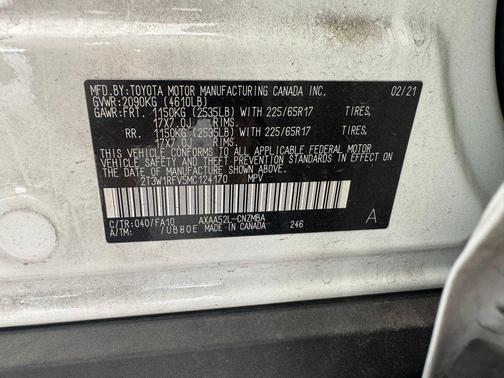 MFD.BY:TOYOTA MOTOR MANUFACTURING CANADA INC. 02/21
GVWR:2090KG (4610LB)
GAWR:FRT. 1150KG (2535LB) WITH 225/65R17 TIRES,
17X7.0J RIMS.
RR. 1150KG (2535LB) WITH 225/65R17 TIRES,
17X7.0J RIMS.
THIS VEHICLE CONFORMS TO ALL APPLICABLE FEDERAL MOTOR
VEHICLE SAFETY AND THEFT PREVENTION STANDARDS IN EFFECT
ON THE DATE OF MANUFACTURE SHOWN ABOVE.
2T3W1RFV5MC124170 MPV
C/TR:040/FA10 AXAA52L-CNZMBA A
A/TM: /UB80E MADE IN CANADA 246